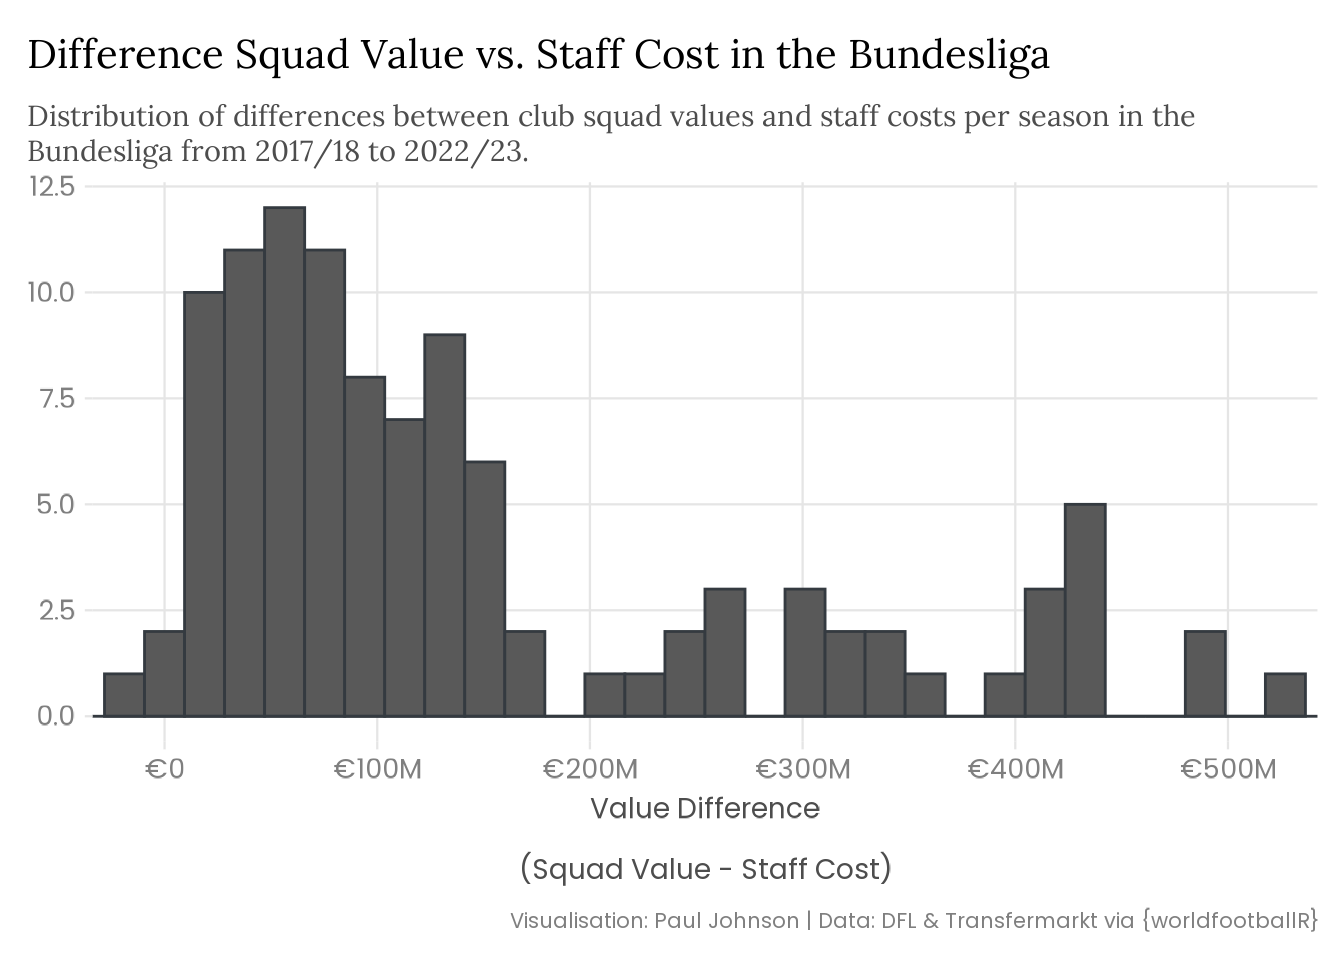 Difference Squad Value vs. Staff Cost in the Bundesliga
Distribution of differences between club squad values and staff costs per season in the
Bundesliga from 2017/18 to 2022/23.
12.5
10.0
7.5
5.0
2.5
0.0
€0 €100M €200M €300M €400M €500M
Value Difference
(Squad Value - Staff Cost)
Visualisation: Paul Johnson | Data: DFL & Transfermarkt via {worldfootballR}